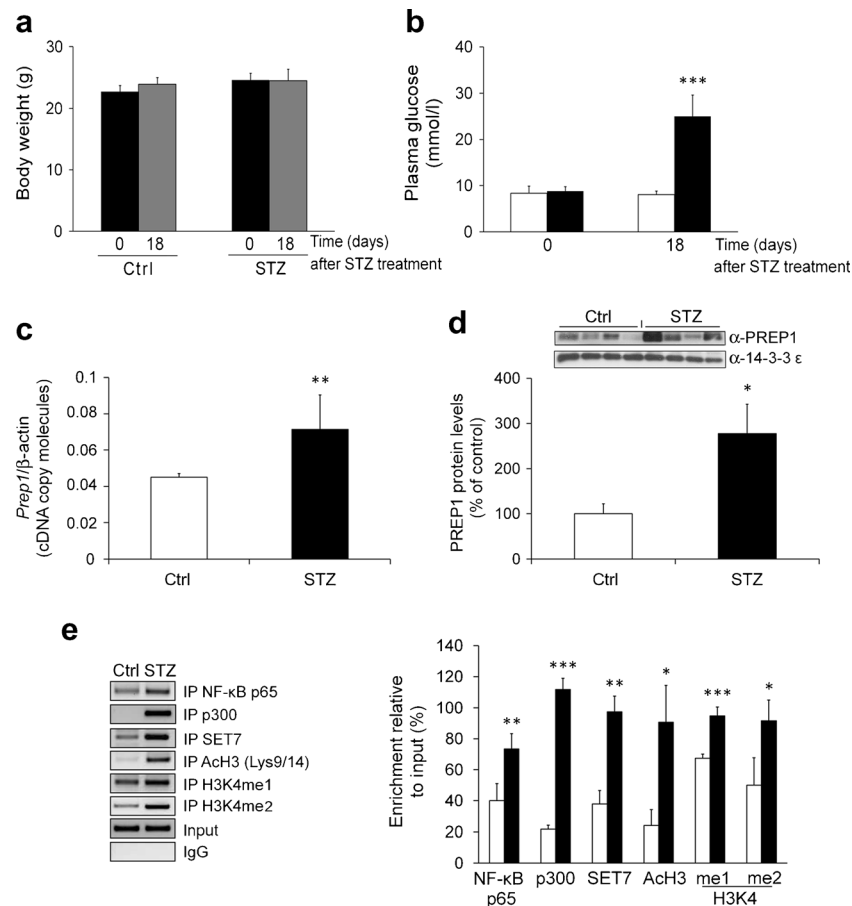 a
Body weight (g)
30
20
10
0
0 18 0 18 Time (days)
Ctrl STZ after STZ treatment
b
Plasma glucose
(mmol/l)
40
30
20
10
0
***
0 18 Time (days)
after STZ treatment
c
Prep1/β-actin
(cDNA copy molecules)
0.1
0.08
0.06
0.04
0.02
0
**
Ctrl STZ
d
Ctrl STZ
α-PREP1
α-14-3-3 ε
PREP1 protein levels
(% of control)
400
300
250
200
100
0
*
Ctrl STZ
e
Ctrl STZ
IP NF-κB p65
IP p300
IP SET7
IP AcH3 (Lys9/14)
IP H3K4me1
IP H3K4me2
Input
IgG
Enrichment relative
to input (%)
140
120
100
80
60
40
20
0
** *** ** * *** *
NF-κB p300 SET7 AcH3 me1 me2
p65 H3K4